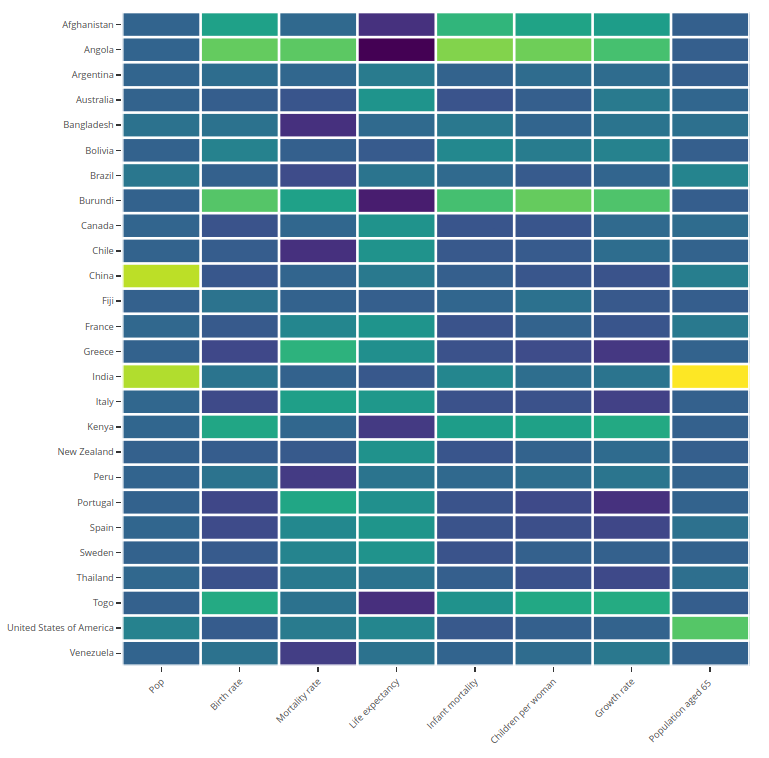 Afghanistan
Angola
Argentina
Australia
Bangladesh
Bolivia
Brazil
Burundi
Canada
Chile
China
Fiji
France
Greece
India
Italy
Kenya
New Zealand
Peru
Portugal
Spain
Sweden
Thailand
Togo
United States of America
Venezuela
Pop
Birth rate
Mortality rate
Life expectancy
Infant mortality
Children per woman
Growth rate
Population aged 65